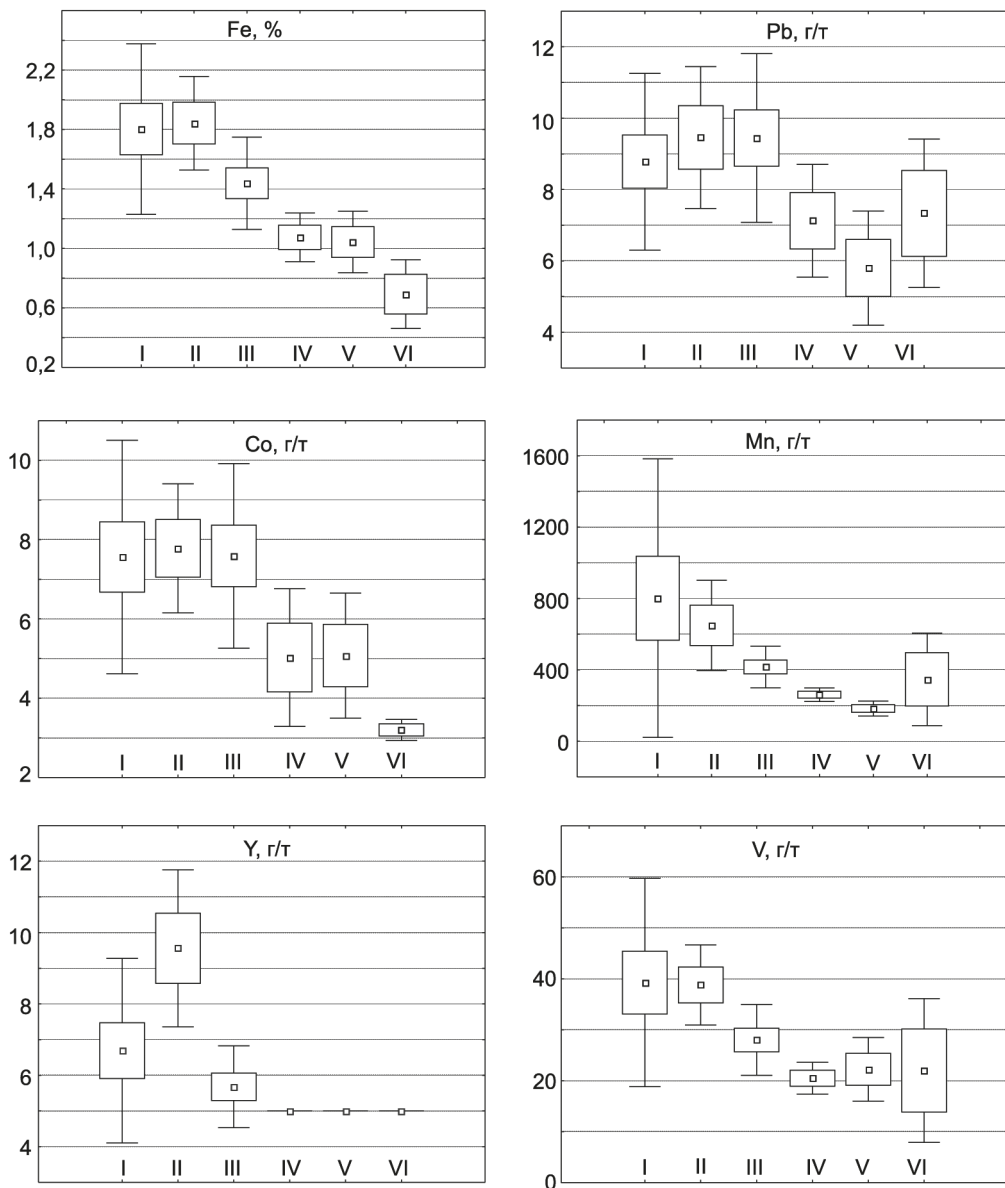 Fe, %
2,2
1,8
1,4
1,0
0,6
0,2
I II III IV V VI
Pb, г/т
12
10
8
6
4
I II III IV V VI
Co, г/т
10
8
6
4
2
I II III IV V VI
Mn, г/т
1600
1200
800
400
0
I II III IV V VI
Y, г/т
12
10
8
6
4
I II III IV V VI
V, г/т
60
40
20
0
I II III IV V VI